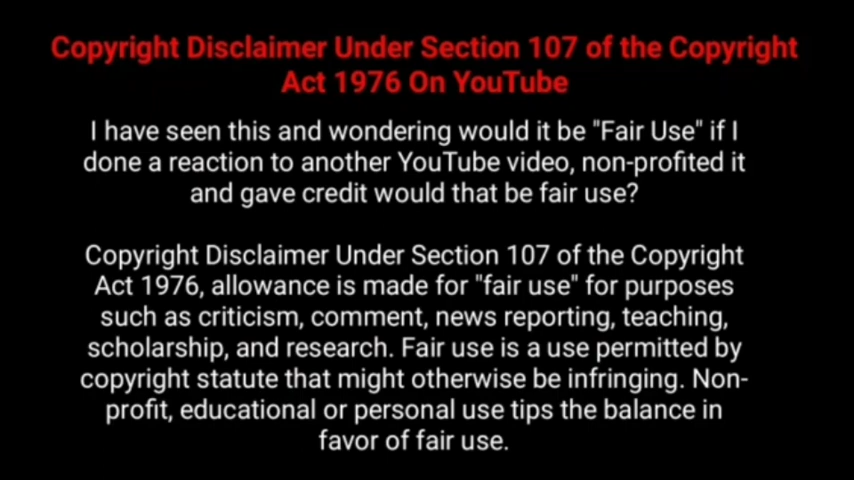 Copyright Disclaimer Under Section 107 of the Copyright
Act 1976 On YouTube
I have seen this and wondering would it be "Fair Use" if I
done a reaction to another YouTube video, non-profited it
and gave credit would that be fair use?
Copyright Disclaimer Under Section 107 of the Copyright
Act 1976, allowance is made for "fair use" for purposes
such as criticism, comment, news reporting, teaching,
scholarship, and research. Fair use is a use permitted by
copyright statute that might otherwise be infringing. Non-
profit, educational or personal use tips the balance in
favor of fair use.